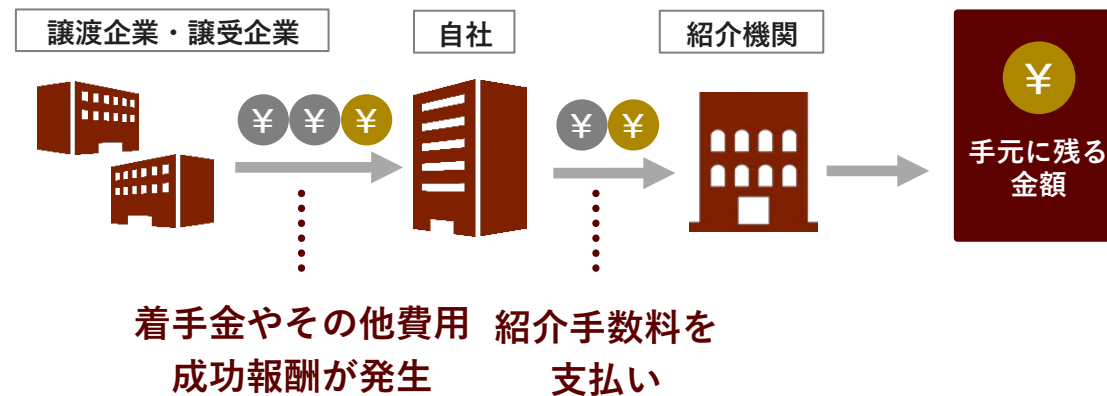 譲渡企業・譲受企業
自社
紹介機関
¥ ¥ ¥
¥ ¥
¥
手元に残る
金額
着手金やその他費用
成功報酬が発生
紹介手数料を
支払い